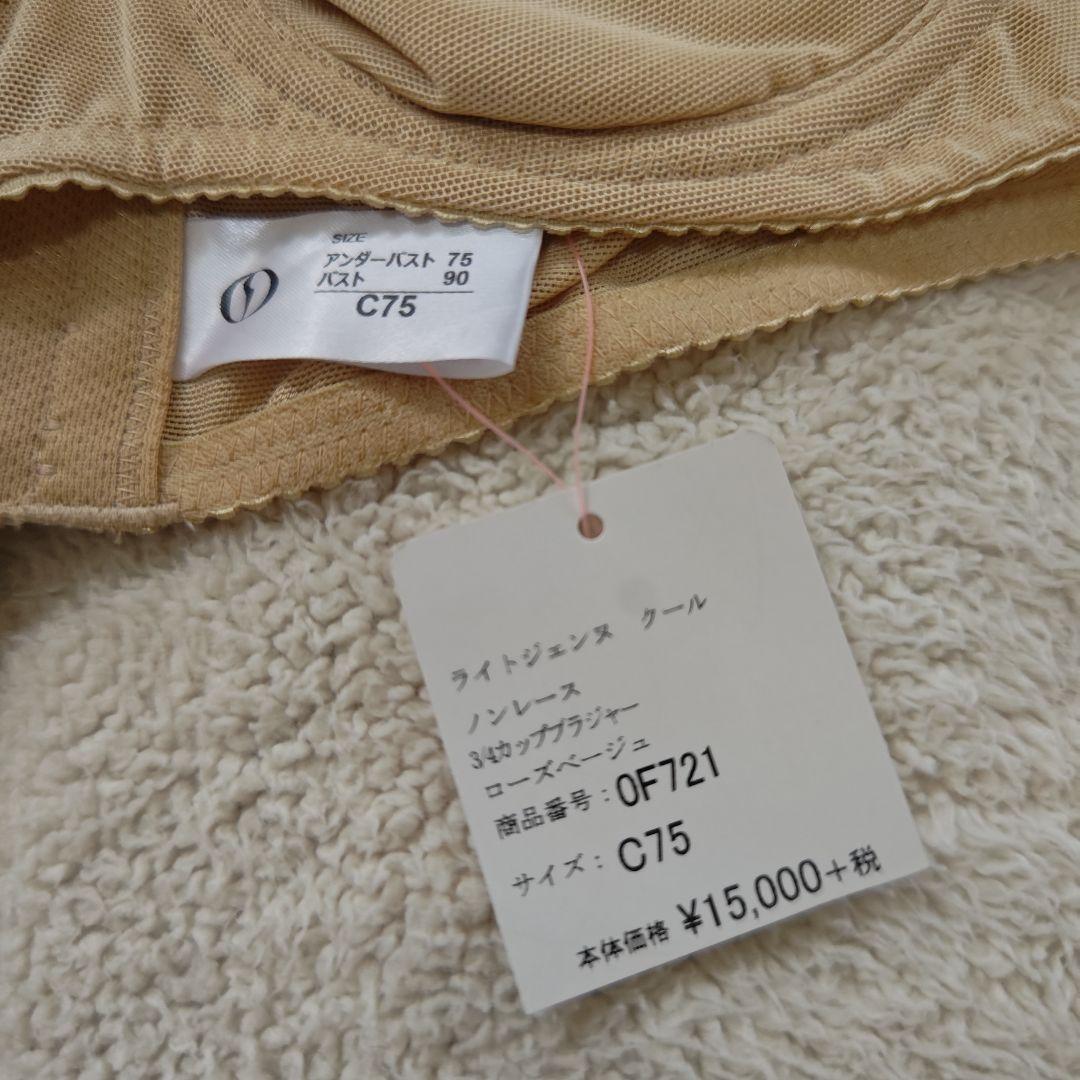 SIZE
アンダーバスト 75
バスト 90
C75
ライトジェンヌ クール
ノンレース
3/4カップブラジャー
ローズベージュ
商品番号：OF721
サイズ：C75
本体価格 ¥15,000+税